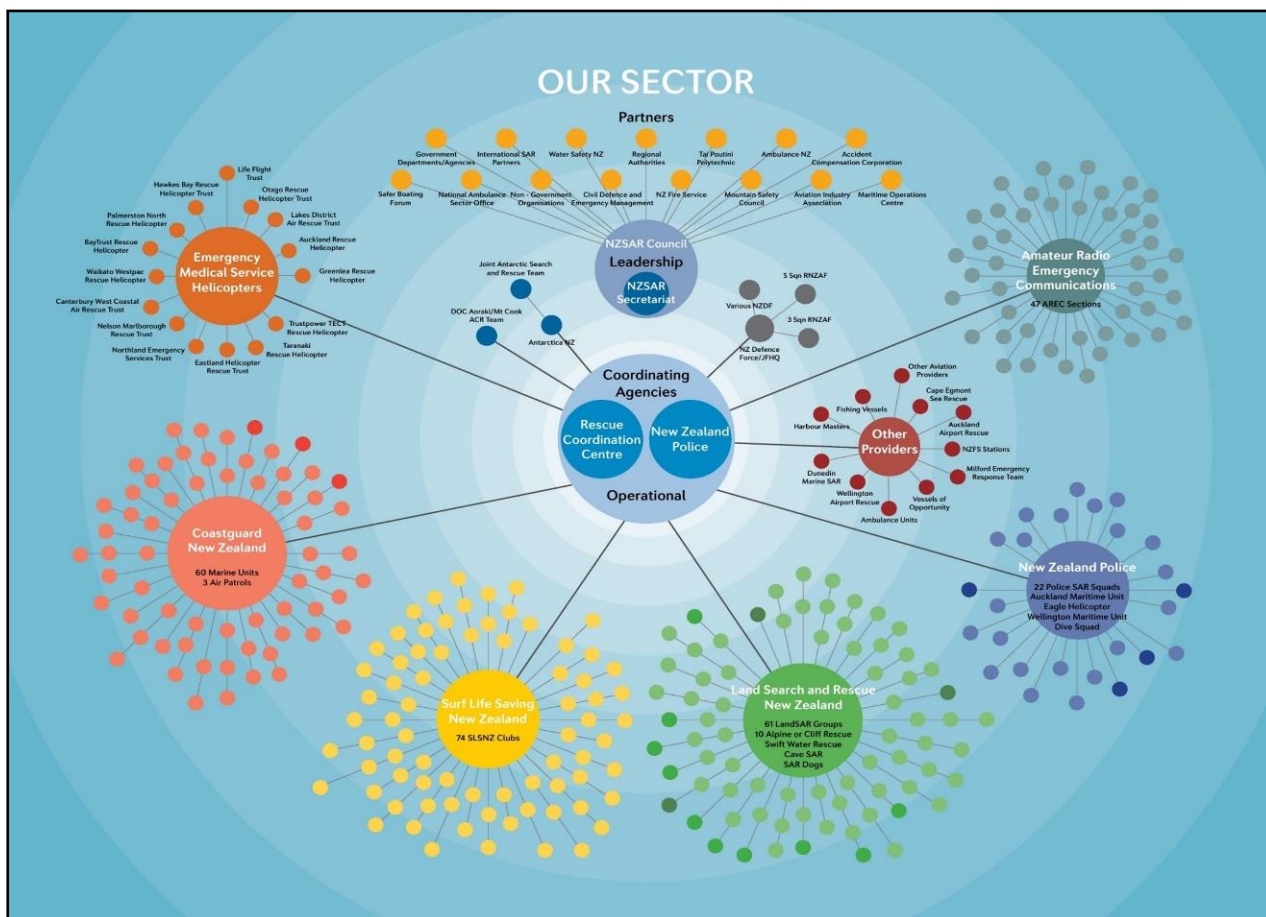 OUR SECTOR
Partners
Government
Departments/Agencies
International SAR
Partners
Water Safety NZ
Regional
Authorities
Tai Poutini
Polytechnic
Ambulance NZ
Accident
Compensation Corporation
Safer Boating
Forum
National Ambulance
Sector Office
Non - Government
Organisations
Civil Defence and
Emergency Management
NZ Fire Service
Mountain Safety
Council
Aviation Industry
Association
Maritime Operations
Centre
NZSAR Council
Leadership
NZSAR
Secretariat
Life Flight
Trust
Hawkes Bay Rescue
Helicopter Trust
Otago Rescue
Helicopter Trust
Palmerston North
Rescue Helicopter
Lakes District
Air Rescue Trust
BayTrust Rescue
Helicopter
Auckland Rescue
Helicopter
Emergency
Medical Service
Helicopters
Waikato Westpac
Rescue Helicopter
Greenlea Rescue
Helicopter
Canterbury West Coastal
Air Rescue Trust
Nelson Marlborough
Rescue Trust
Trustpower TECT
Rescue Helicopter
Northland Emergency
Services Trust
Eastland Helicopter
Rescue Trust
Taranaki
Rescue Helicopter
Joint Antarctic Search
and Rescue Team
DOC Aoraki/Mt Cook
ACR Team
Antarctica NZ
5 Sqn RNZAF
Various NZDF
3 Sqn RNZAF
NZ Defence
Force/JFHQ
Amateur Radio
Emergency
Communications
47 AREC Sections
Coordinating
Agencies
Rescue
Coordination
Centre
New Zealand
Police
Operational
Other Aviation
Providers
Cape Egmont
Sea Rescue
Fishing Vessels
Harbour Masters
Auckland
Airport Rescue
Other
Providers
NZFS Stations
Dunedin
Marine SAR
Milford Emergency
Response Team
Wellington
Airport Rescue
Vessels of
Opportunity
Ambulance Units
Coastguard
New Zealand
60 Marine Units
3 Air Patrols
New Zealand Police
22 Police SAR Squads
Auckland Maritime Unit
Eagle Helicopter
Wellington Maritime Unit
Dive Squad
Surf Life Saving
New Zealand
74 SLSNZ Clubs
Land Search and Rescue
New Zealand
61 LandSAR Groups
10 Alpine or Cliff Rescue
Swift Water Rescue
Cave SAR
SAR Dogs